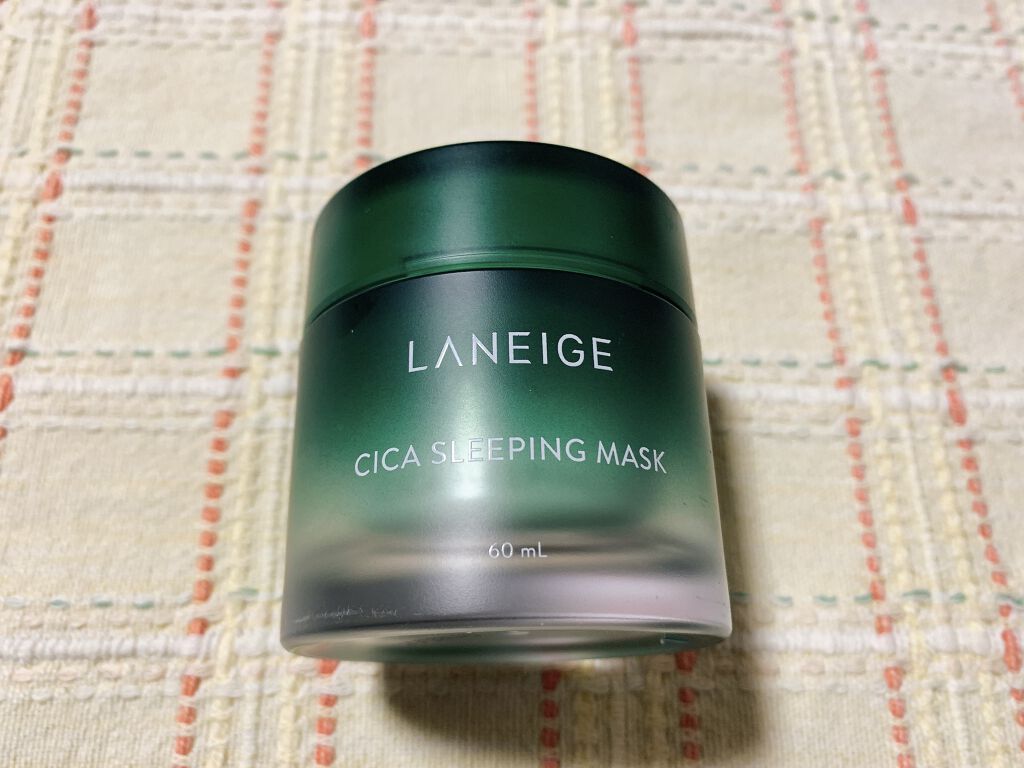 LANEIGE
CICA SLEEPING MASK
60 mL